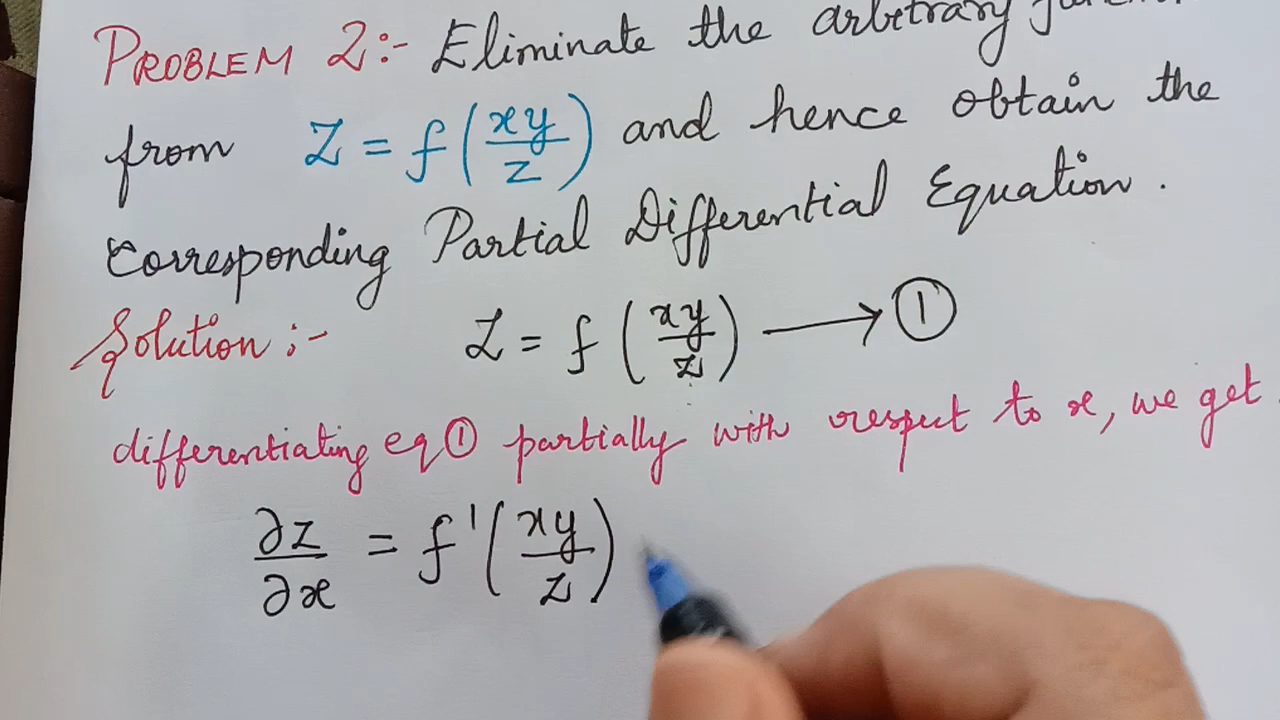 PROBLEM 2:- Eliminate the arbitrary
from Z = f(xy/z) and hence obtain the
Corresponding Partial Differential Equation.
Solution :- Z = f(xy/z) ⟶ ①
differentiating eq ① partially with respect to x, we get
∂z/∂x = f'(xy/z)